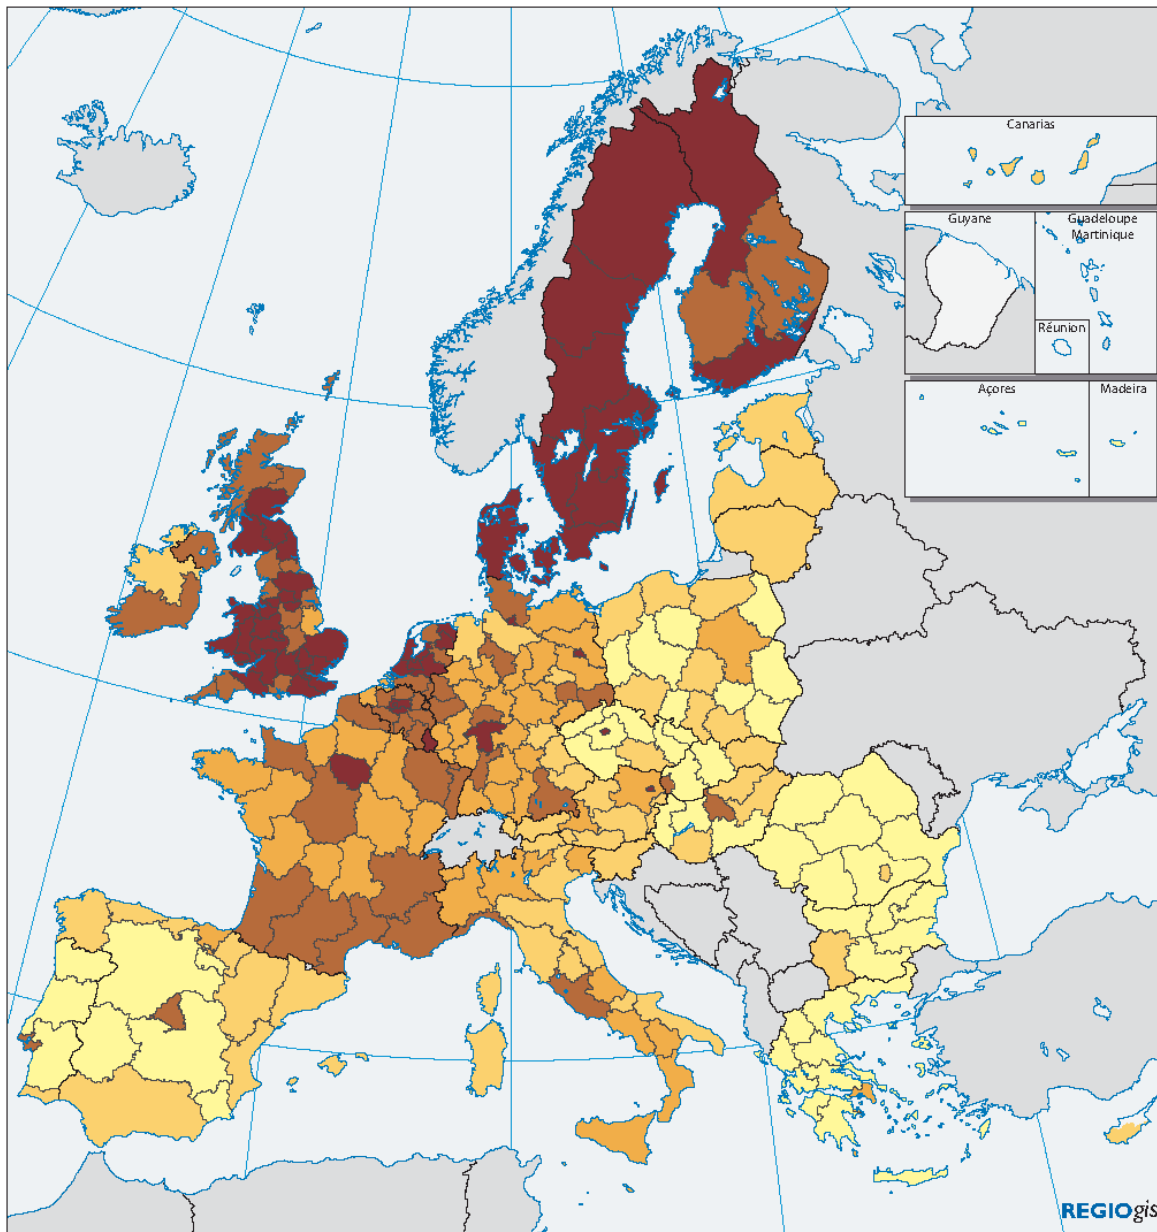 Canarias
Guyane
Guadeloupe
Martinique
Réunion
Açores
Madeira
REGIOgis